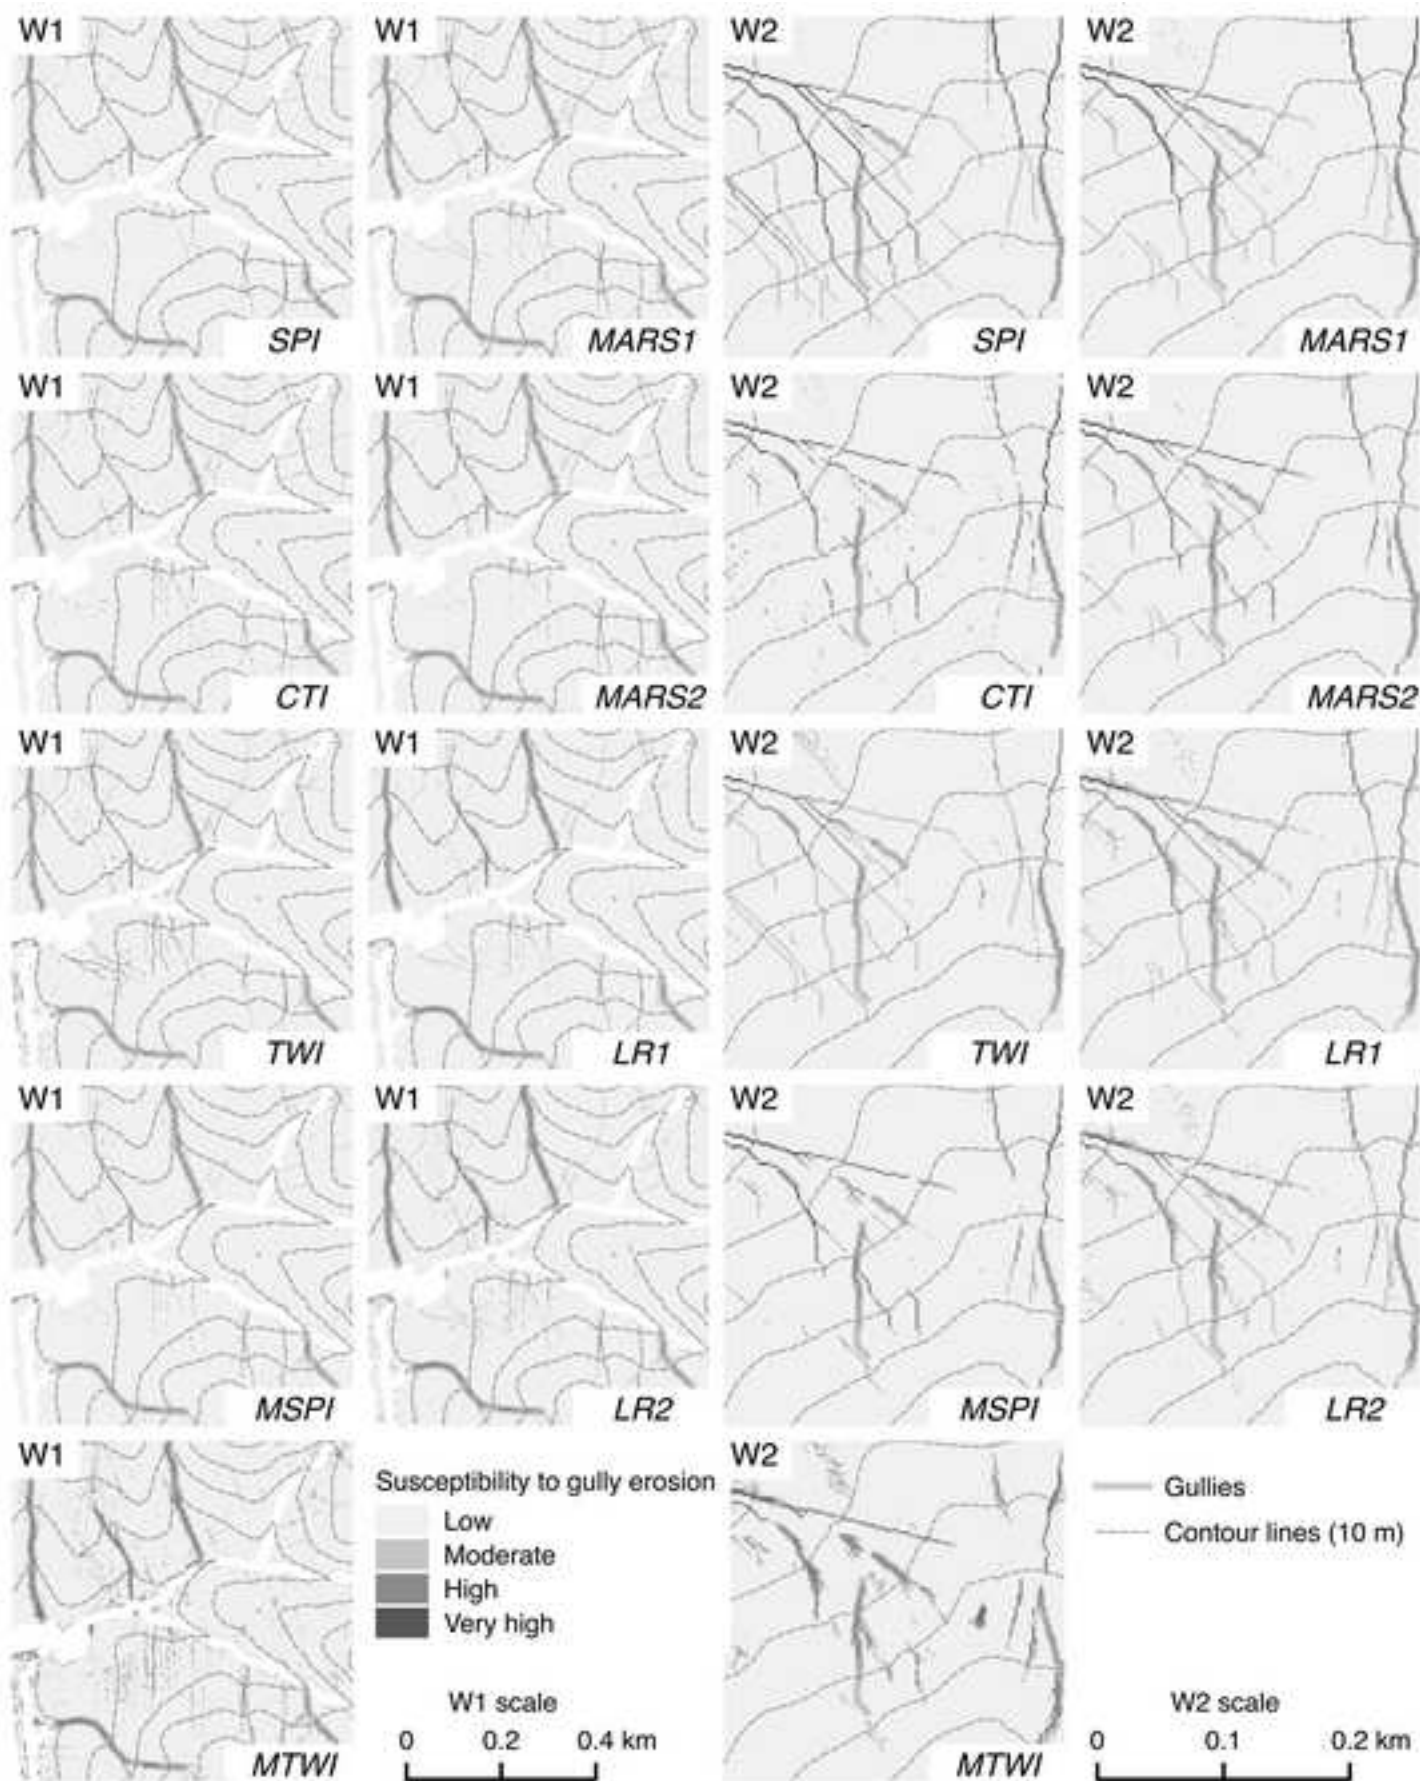 W1 W1 W2 W2
SPI MARS1 SPI MARS1
W1 W1 W2 W2
CTI MARS2 CTI MARS2
W1 W1 W2 W2
TWI LR1 TWI LR1
W1 W1 W2 W2
MSPI LR2 MSPI LR2
W1
MTWI
Susceptibility to gully erosion
Low
Moderate
High
Very high
W1 scale
0 0.2 0.4 km
W2
MTWI
Gullies
Contour lines (10 m)
W2 scale
0 0.1 0.2 km